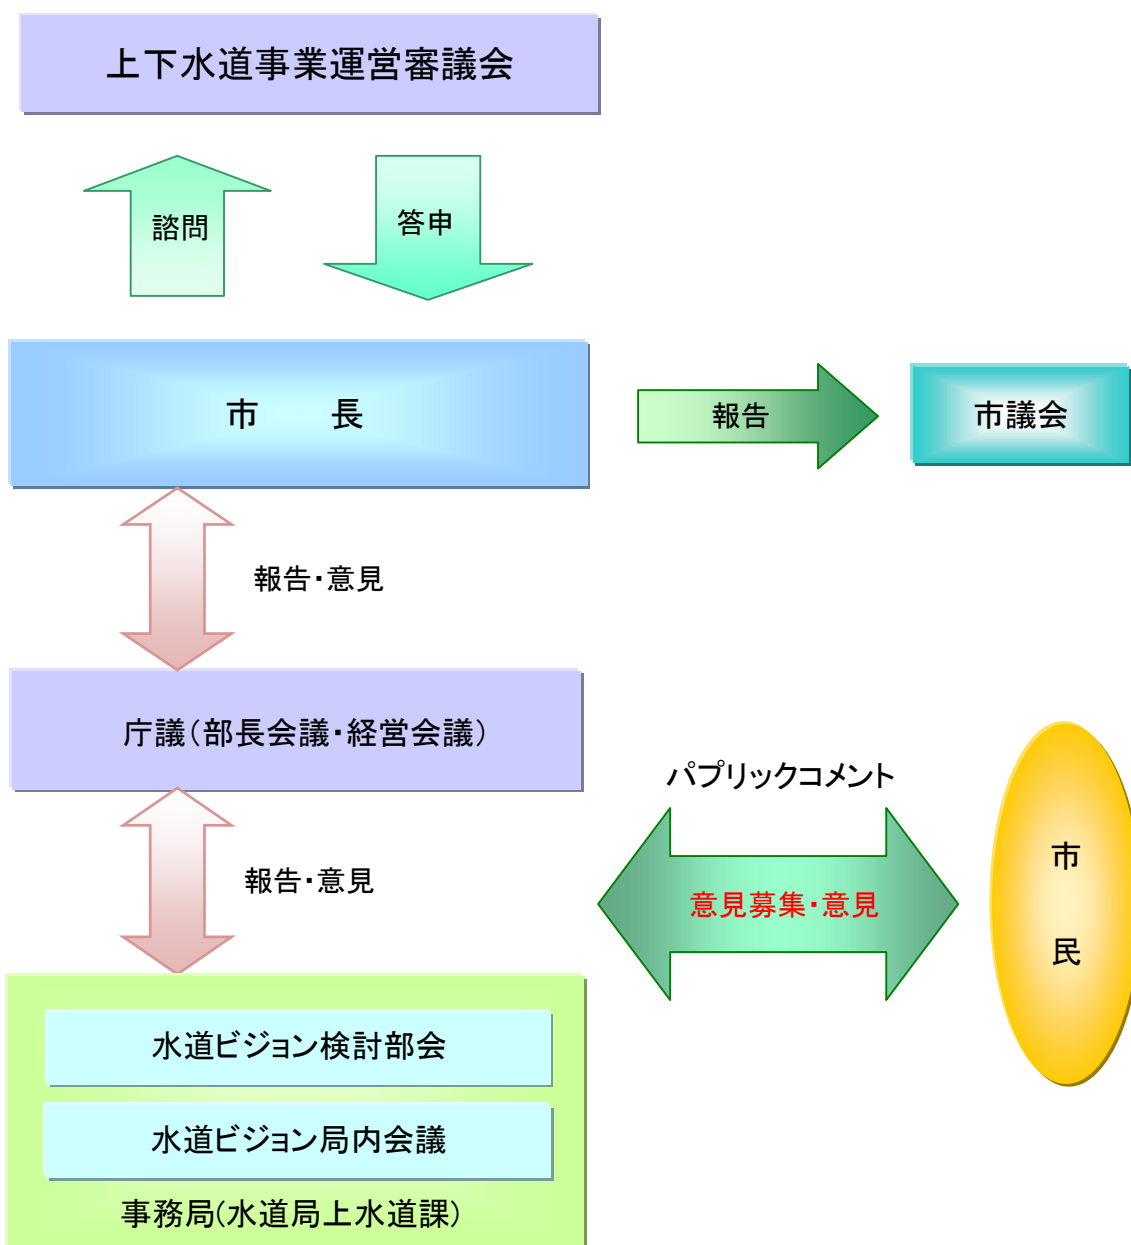 上下水道事業運営審議会
諮問
答申
市　　長
報告
市議会
報告・意見
庁議(部長会議・経営会議)
パプリックコメント
報告・意見
意見募集・意見
市
民
水道ビジョン検討部会
水道ビジョン局内会議
事務局(水道局上水道課)